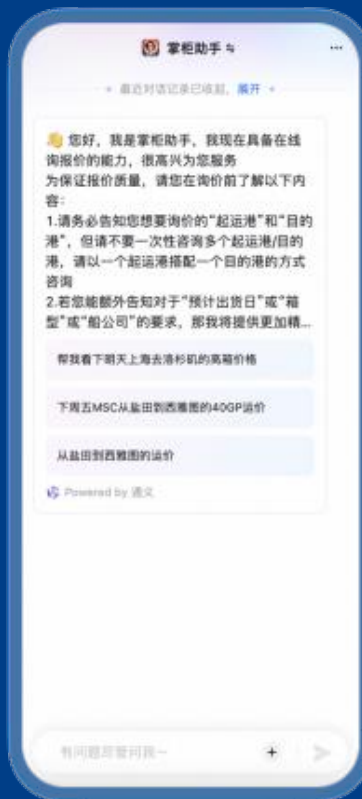 掌柜助手
最近对话记录已收起，展开
👋 您好，我是掌柜助手，我现在具备在线
询报价的能力，很高兴为您服务
为保证报价质量，请您在询价前了解以下内
容：
1.请务必告知您想要询价的“起运港”和“目的
港”，但请不要一次性咨询多个起运港/目的
港，请以一个起运港搭配一个目的港的方式
咨询
2.若您能额外告知对于“预计出货日”或“箱
型”或“船公司”的要求，那我将提供更加精...
帮我看下明天上海去洛杉矶的高箱价格
下周五MSC从盐田到西雅图的40GP运价
从盐田到西雅图的运价
Powered by 通义
有问题尽管问我~